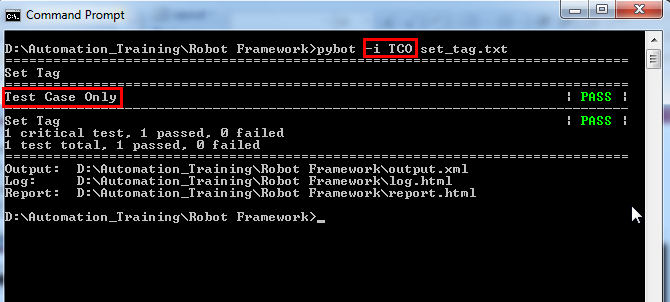 Command Prompt
D:\Automation_Training\Robot Framework>pybot -i TCO set_tag.txt
==============================================================================
Set Tag
==============================================================================
Test Case Only | PASS |
------------------------------------------------------------------------------
Set Tag | PASS |
1 critical test, 1 passed, 0 failed
1 test total, 1 passed, 0 failed
==============================================================================
Output: D:\Automation_Training\Robot Framework\output.xml
Log: D:\Automation_Training\Robot Framework\log.html
Report: D:\Automation_Training\Robot Framework\report.html
D:\Automation_Training\Robot Framework>_